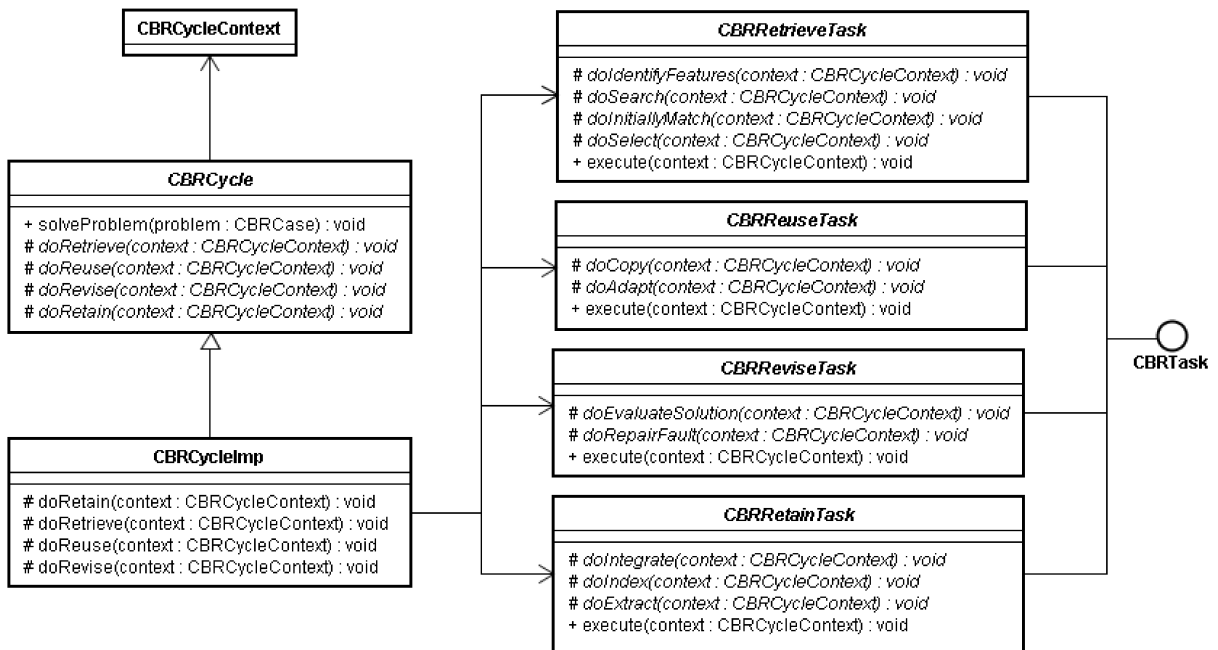 CBRCycleContext
CBRCycle
+ solveProblem(problem : CBRCase) : void
# doRetrieve(context : CBRCycleContext) : void
# doReuse(context : CBRCycleContext) : void
# doRevise(context : CBRCycleContext) : void
# doRetain(context : CBRCycleContext) : void
CBRCycleImp
# doRetain(context : CBRCycleContext) : void
# doRetrieve(context : CBRCycleContext) : void
# doReuse(context : CBRCycleContext) : void
# doRevise(context : CBRCycleContext) : void
CBRRetrieveTask
# doIdentifyFeatures(context : CBRCycleContext) : void
# doSearch(context : CBRCycleContext) : void
# doInitiallyMatch(context : CBRCycleContext) : void
# doSelect(context : CBRCycleContext) : void
+ execute(context : CBRCycleContext) : void
CBRReuseTask
# doCopy(context : CBRCycleContext) : void
# doAdapt(context : CBRCycleContext) : void
+ execute(context : CBRCycleContext) : void
CBRReviseTask
# doEvaluateSolution(context : CBRCycleContext) : void
# doRepairFault(context : CBRCycleContext) : void
+ execute(context : CBRCycleContext) : void
CBRRetainTask
# doIntegrate(context : CBRCycleContext) : void
# doIndex(context : CBRCycleContext) : void
# doExtract(context : CBRCycleContext) : void
+ execute(context : CBRCycleContext) : void
CBRTask